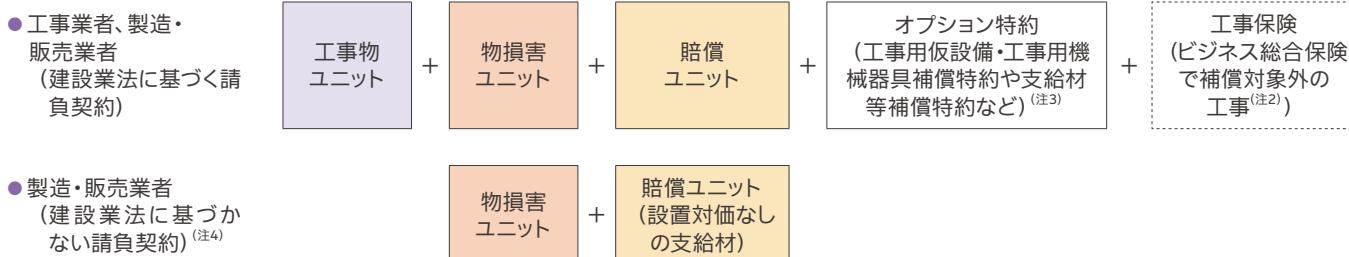 ●工事業者、製造・
販売業者
（建設業法に基づく請
負契約）
工事物
ユニット
＋
物損害
ユニット
＋
賠償
ユニット
＋
オプション特約
（工事用仮設備・工事用機
械器具補償特約や支給材
等補償特約など）(注3)
＋
工事保険
（ビジネス総合保険
で補償対象外の
工事(注2)）
●製造・販売業者
（建設業法に基づか
ない請負契約）(注4)
物損害
ユニット
＋
賠償ユニット
（設置対価なし
の支給材）